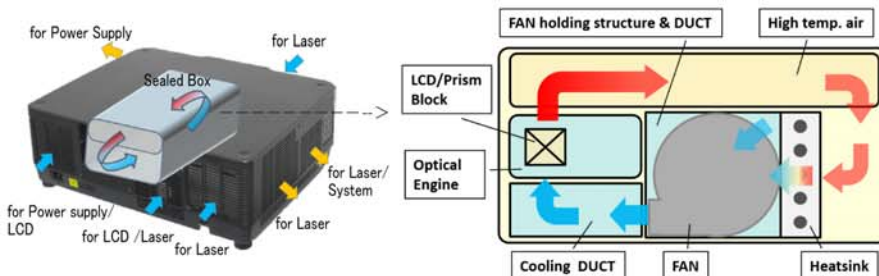 for Power Supply
for Laser
Sealed Box
for Laser/
System
for Laser
for Power supply/
LCD
for LCD /Laser
for Laser
FAN holding structure & DUCT
High temp. air
LCD/Prism
Block
Optical
Engine
Cooling DUCT
FAN
Heatsink